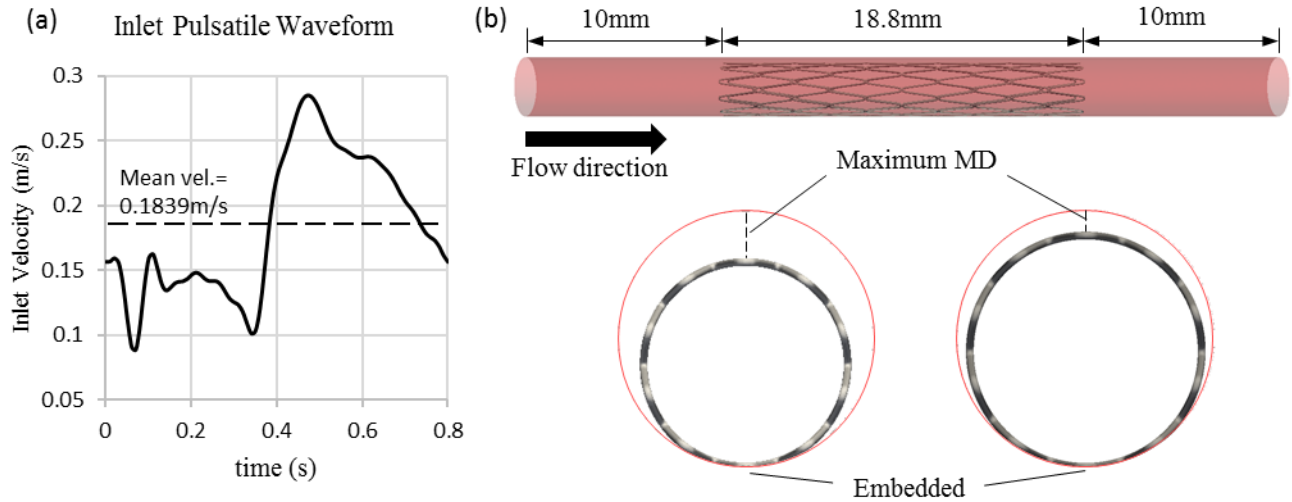 (a)
Inlet Pulsatile Waveform
Inlet Velocity (m/s)
0.3
0.25
0.2
0.15
0.1
0.05
Mean vel.=
0.1839m/s
0
0.2
0.4
0.6
0.8
time (s)
(b)
10mm
18.8mm
10mm
Flow direction
Maximum MD
Embedded